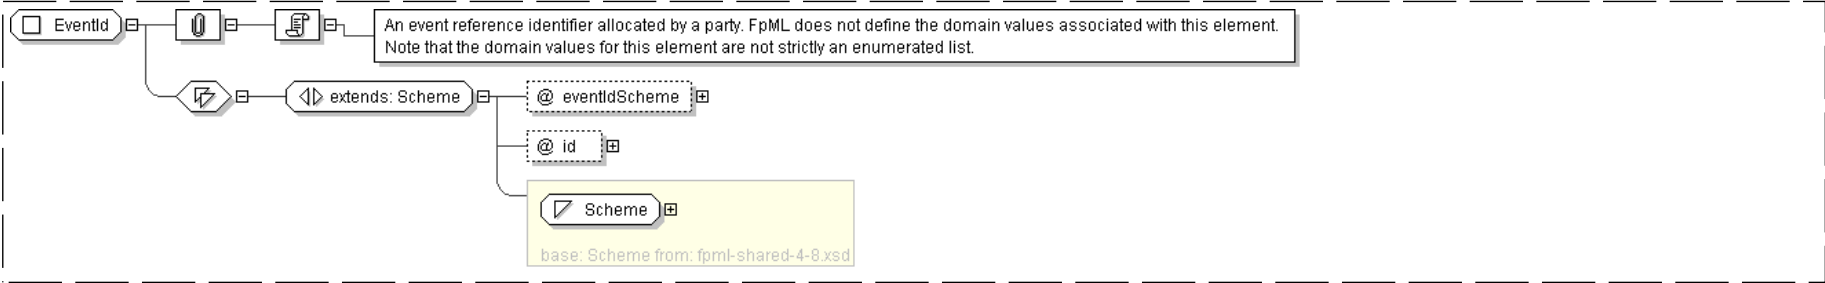 EventId
An event reference identifier allocated by a party. FpML does not define the domain values associated with this element.
Note that the domain values for this element are not strictly an enumerated list.
extends: Scheme
@ eventIdScheme
@ id
Scheme
base: Scheme from: fpml-shared-4-8.xsd